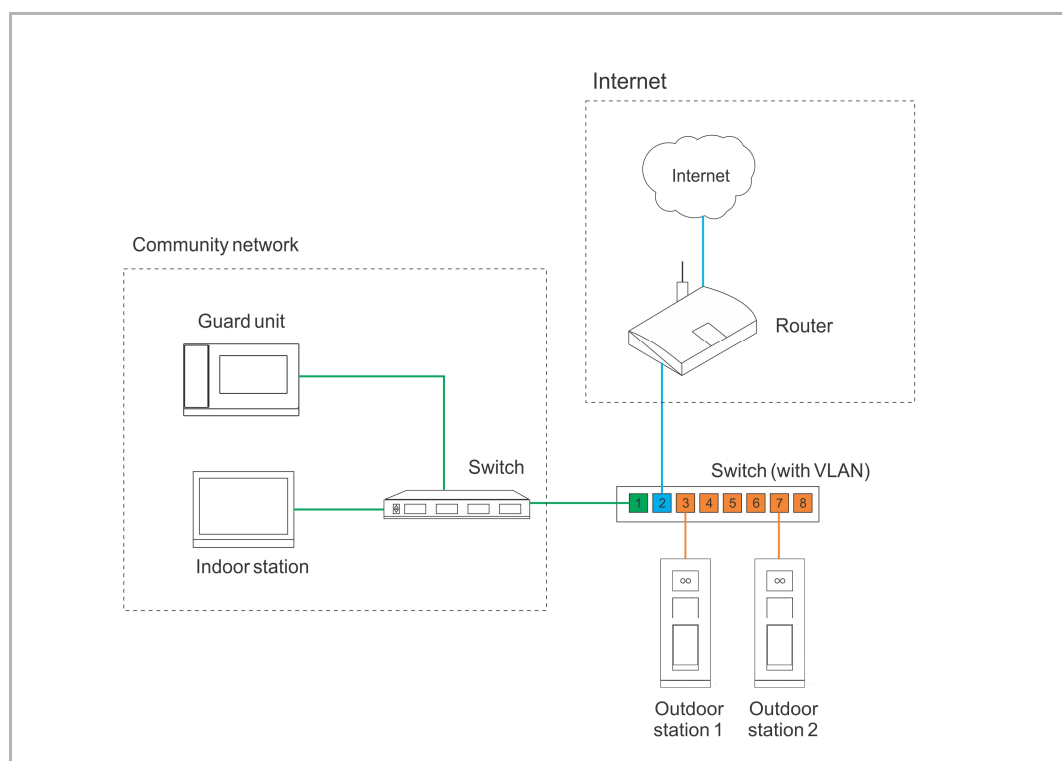 Internet
Internet
Community network
Guard unit
Router
Switch
Switch (with VLAN)
1 2 3 4 5 6 7 8
Indoor station
Outdoor
station 1
Outdoor
station 2